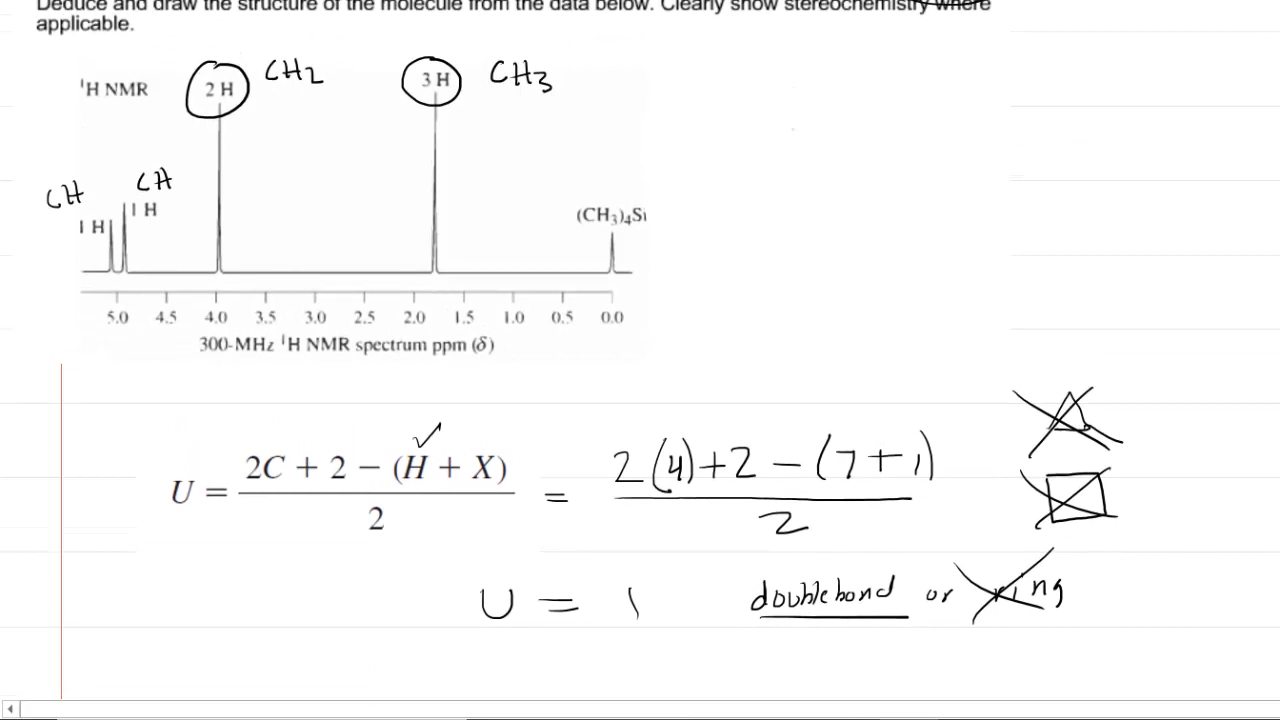 Deduce and draw the structure of the molecule from the data below. Clearly show stereochemistry where
applicable.
¹H NMR
2 H CH2
3 H CH3
CH CH
1 H 1 H
(CH₃)₄Si
5.0 4.5 4.0 3.5 3.0 2.5 2.0 1.5 1.0 0.5 0.0
300-MHz ¹H NMR spectrum ppm (δ)
U = 2C + 2 − (H + X) / 2 = 2(4)+2 − (7+1) / 2
U = 1 double bond or ring